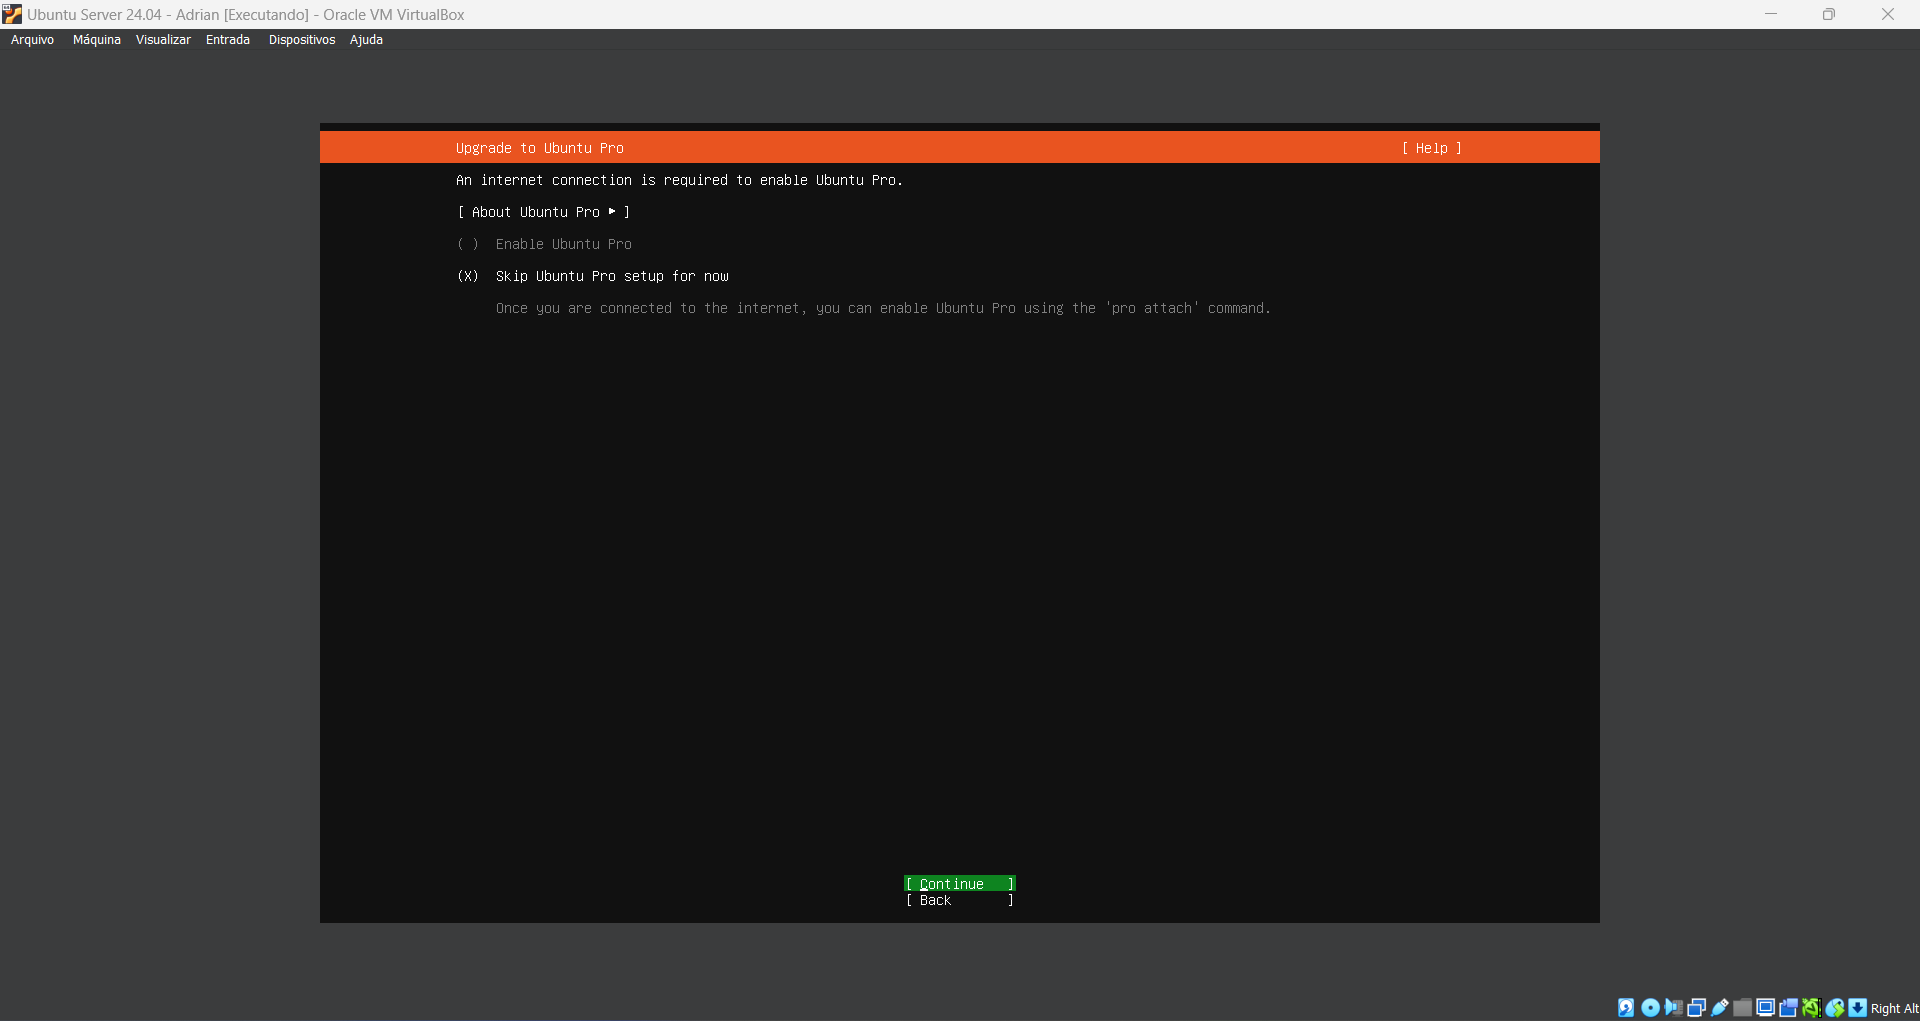 Ubuntu Server 24.04 - Adrian [Executando] - Oracle VM VirtualBox
Arquivo Máquina Visualizar Entrada Dispositivos Ajuda
Upgrade to Ubuntu Pro [ Help ]
An internet connection is required to enable Ubuntu Pro.
[ About Ubuntu Pro ▸ ]
( ) Enable Ubuntu Pro
(X) Skip Ubuntu Pro setup for now
Once you are connected to the internet, you can enable Ubuntu Pro using the 'pro attach' command.
[ Continue ]
[ Back ]
Right Alt